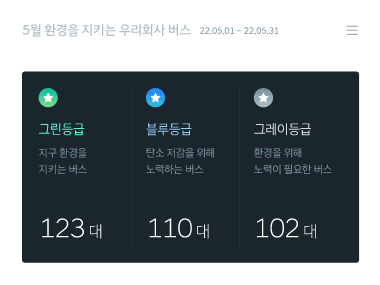 5월 환경을 지키는 우리회사 버스 22.05.01 ~ 22.05.31
그린등급
지구 환경을
지키는 버스
123 대
블루등급
탄소 저감을 위해
노력하는 버스
110 대
그레이등급
환경을 위해
노력이 필요한 버스
102 대